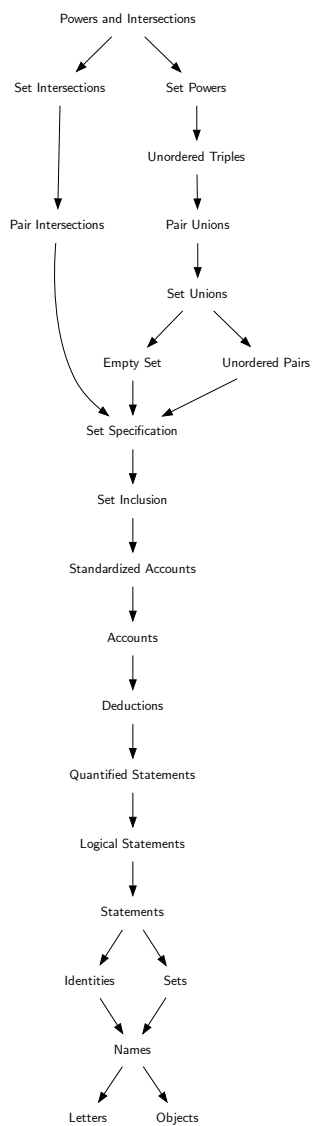 Powers and Intersections
Set Intersections
Set Powers
Unordered Triples
Pair Intersections
Pair Unions
Set Unions
Empty Set
Unordered Pairs
Set Specification
Set Inclusion
Standardized Accounts
Accounts
Deductions
Quantified Statements
Logical Statements
Statements
Identities
Sets
Names
Letters
Objects